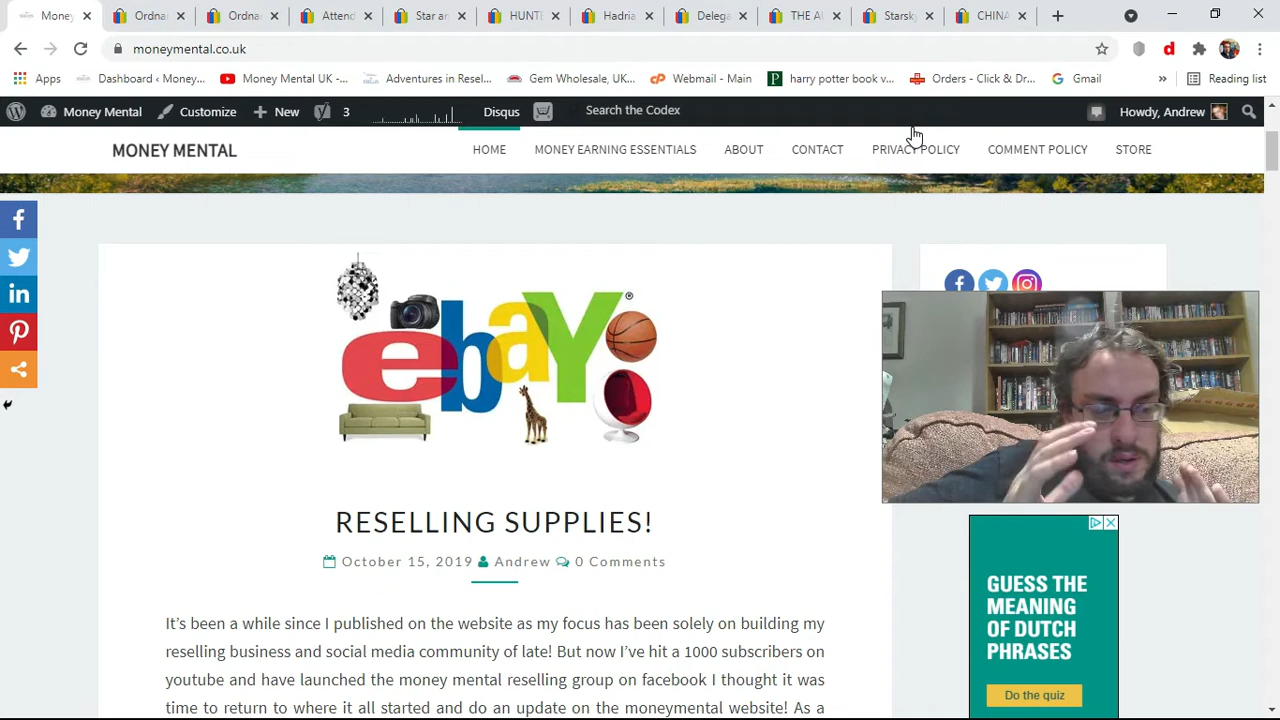 Money
Ordna
Ordna
Attend
Star an
HUNTE
Hadria
Delega
THE AU
Starsky
CHINA
moneymental.co.uk
Apps
Dashboard ‹ Money...
Money Mental UK -...
Adventures in Resel...
Gem Wholesale, UK,...
Webmail - Main
harry potter book v...
Orders - Click & Dr...
Gmail
»
Reading list
Money Mental
Customize
New
3
Disqus
Search the Codex
Howdy, Andrew
MONEY MENTAL
HOME
MONEY EARNING ESSENTIALS
ABOUT
CONTACT
PRIVACY POLICY
COMMENT POLICY
STORE
ebaY®
RESELLING SUPPLIES!
October 15, 2019 Andrew 0 Comments
It's been a while since I published on the website as my focus has been solely on building my
reselling business and social media community of late! But now I've hit a 1000 subscribers on
youtube and have launched the money mental reselling group on facebook I thought it was
time to return to where it all started and do an update on the moneymental website! As a
GUESS THE
MEANING
OF DUTCH
PHRASES
Do the quiz